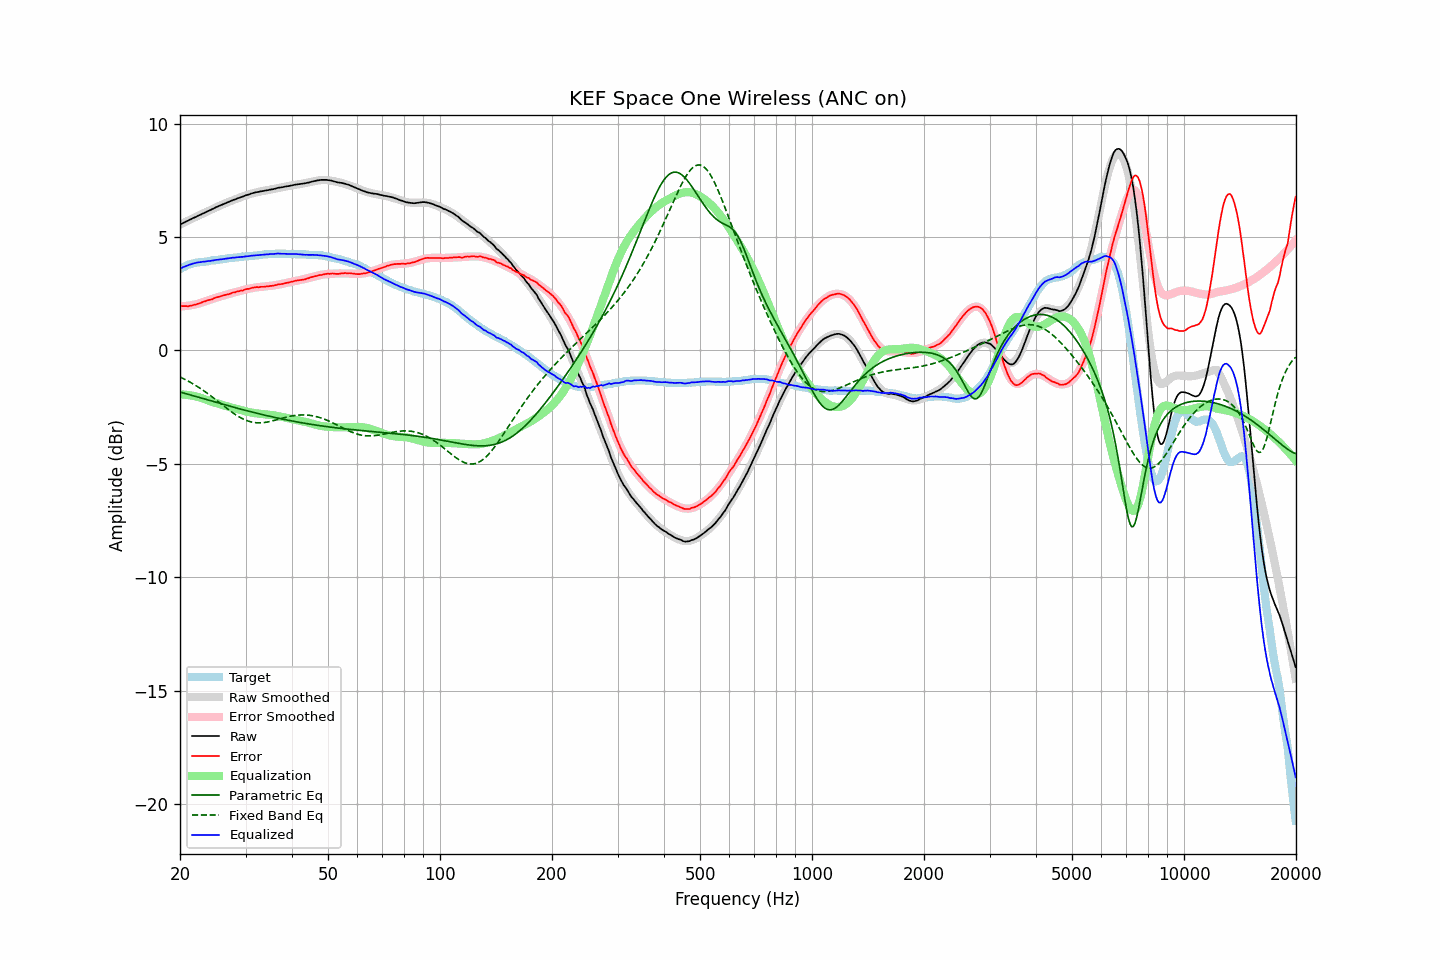 KEF Space One Wireless (ANC on)
Amplitude (dBr)
10
5
0
−5
−10
−15
−20
Target
Raw Smoothed
Error Smoothed
Raw
Error
Equalization
Parametric Eq
Fixed Band Eq
Equalized
20 50 100 200 500 1000 2000 5000 10000 20000
Frequency (Hz)